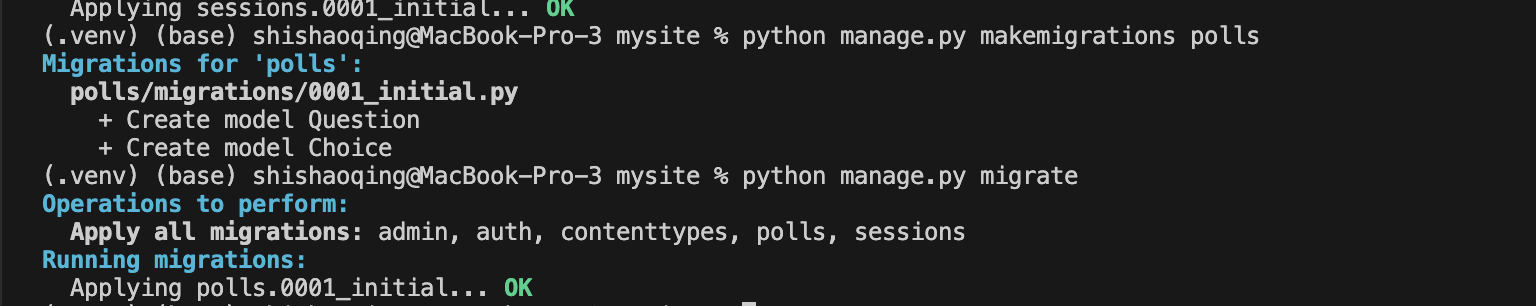 Applying sessions.0001_initial... OK
(.venv) (base) shishaoqing@MacBook-Pro-3 mysite % python manage.py makemigrations polls
Migrations for 'polls':
polls/migrations/0001_initial.py
+ Create model Question
+ Create model Choice
(.venv) (base) shishaoqing@MacBook-Pro-3 mysite % python manage.py migrate
Operations to perform:
Apply all migrations: admin, auth, contenttypes, polls, sessions
Running migrations:
Applying polls.0001_initial... OK